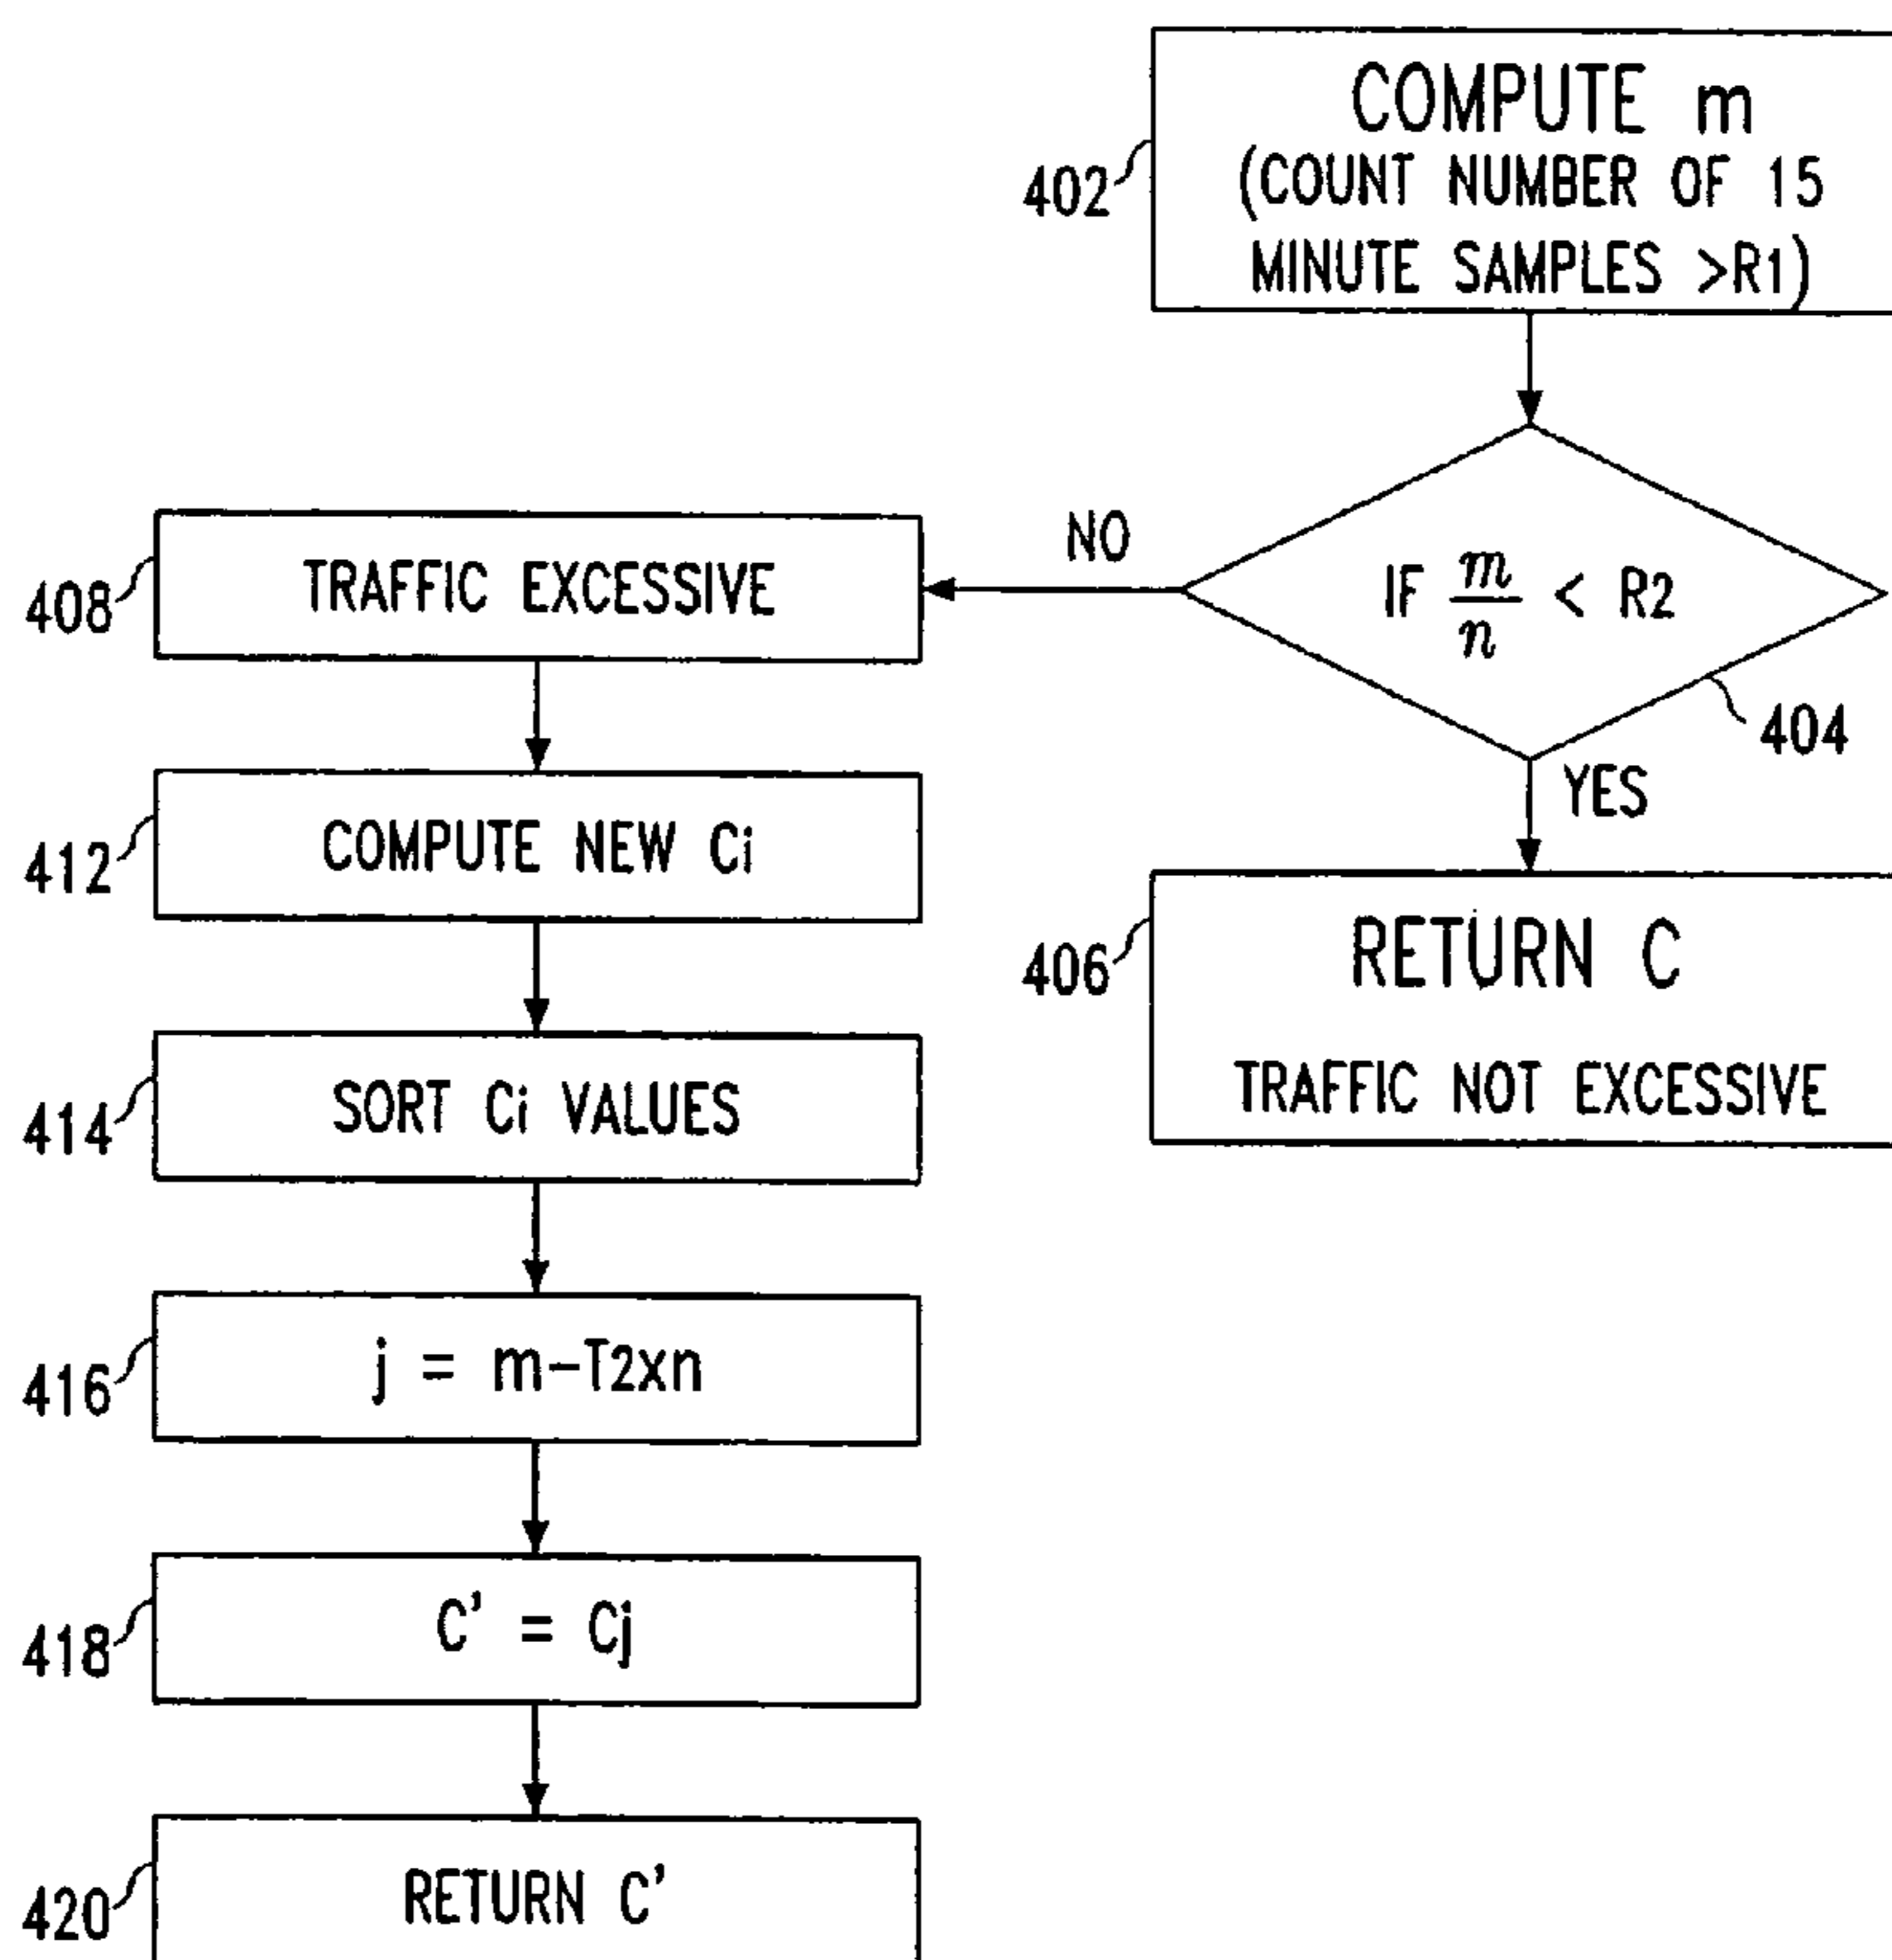 COMPUTE m
(COUNT NUMBER OF 15
MINUTE SAMPLES >R1)
402
IF m/n < R2
404
NO
YES
RETURN C
TRAFFIC NOT EXCESSIVE
406
TRAFFIC EXCESSIVE
408
COMPUTE NEW Ci
412
SORT Ci VALUES
414
j = m-T2xn
416
C' = Cj
418
RETURN C'
420